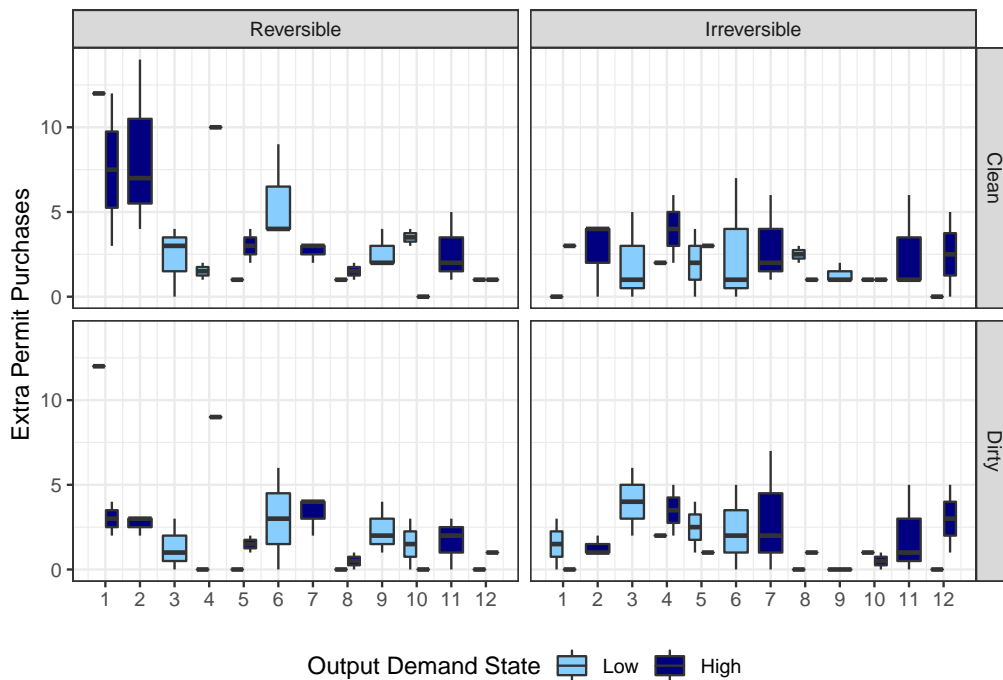 Reversible Irreversible
Extra Permit Purchases
10
5
0
Clean
10
5
0
Dirty
1 2 3 4 5 6 7 8 9 10 11 12 1 2 3 4 5 6 7 8 9 10 11 12
Output Demand State Low High